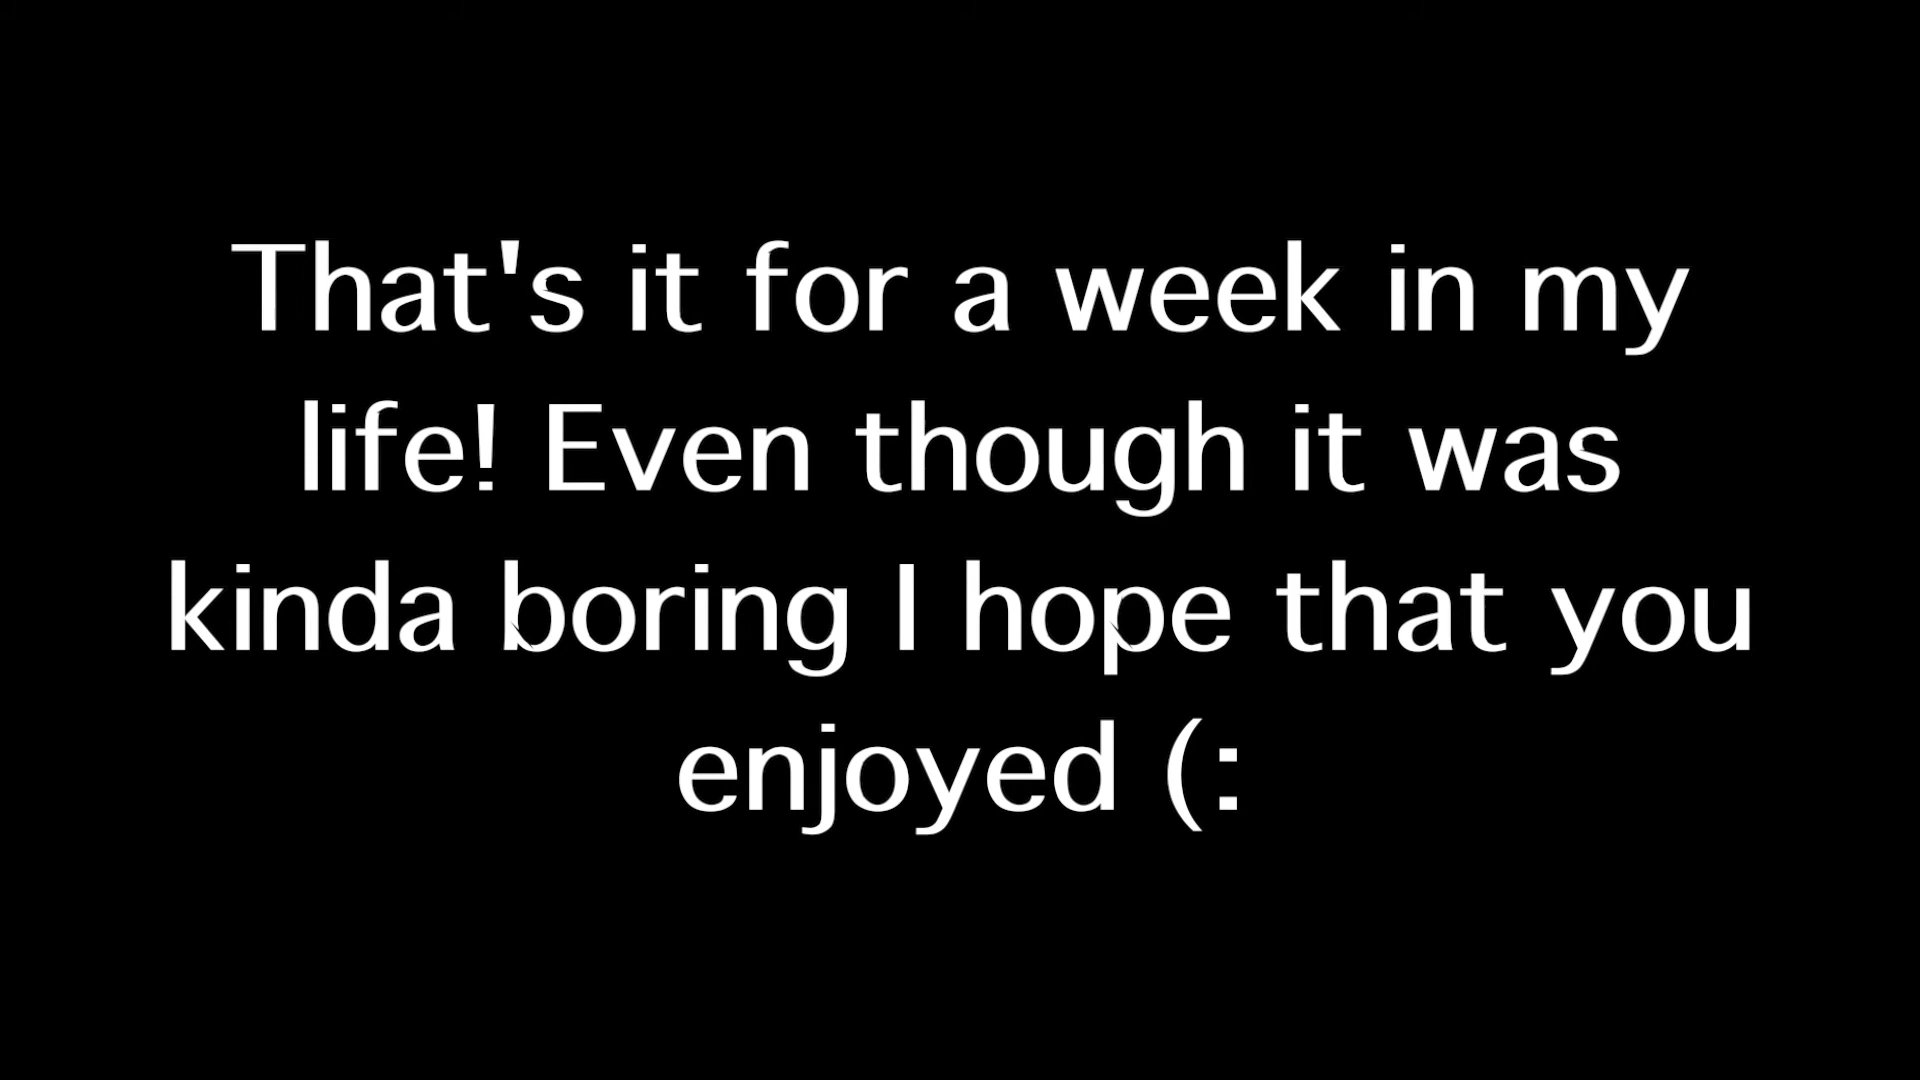 That's it for a week in my
life! Even though it was
kinda boring I hope that you
enjoyed (: